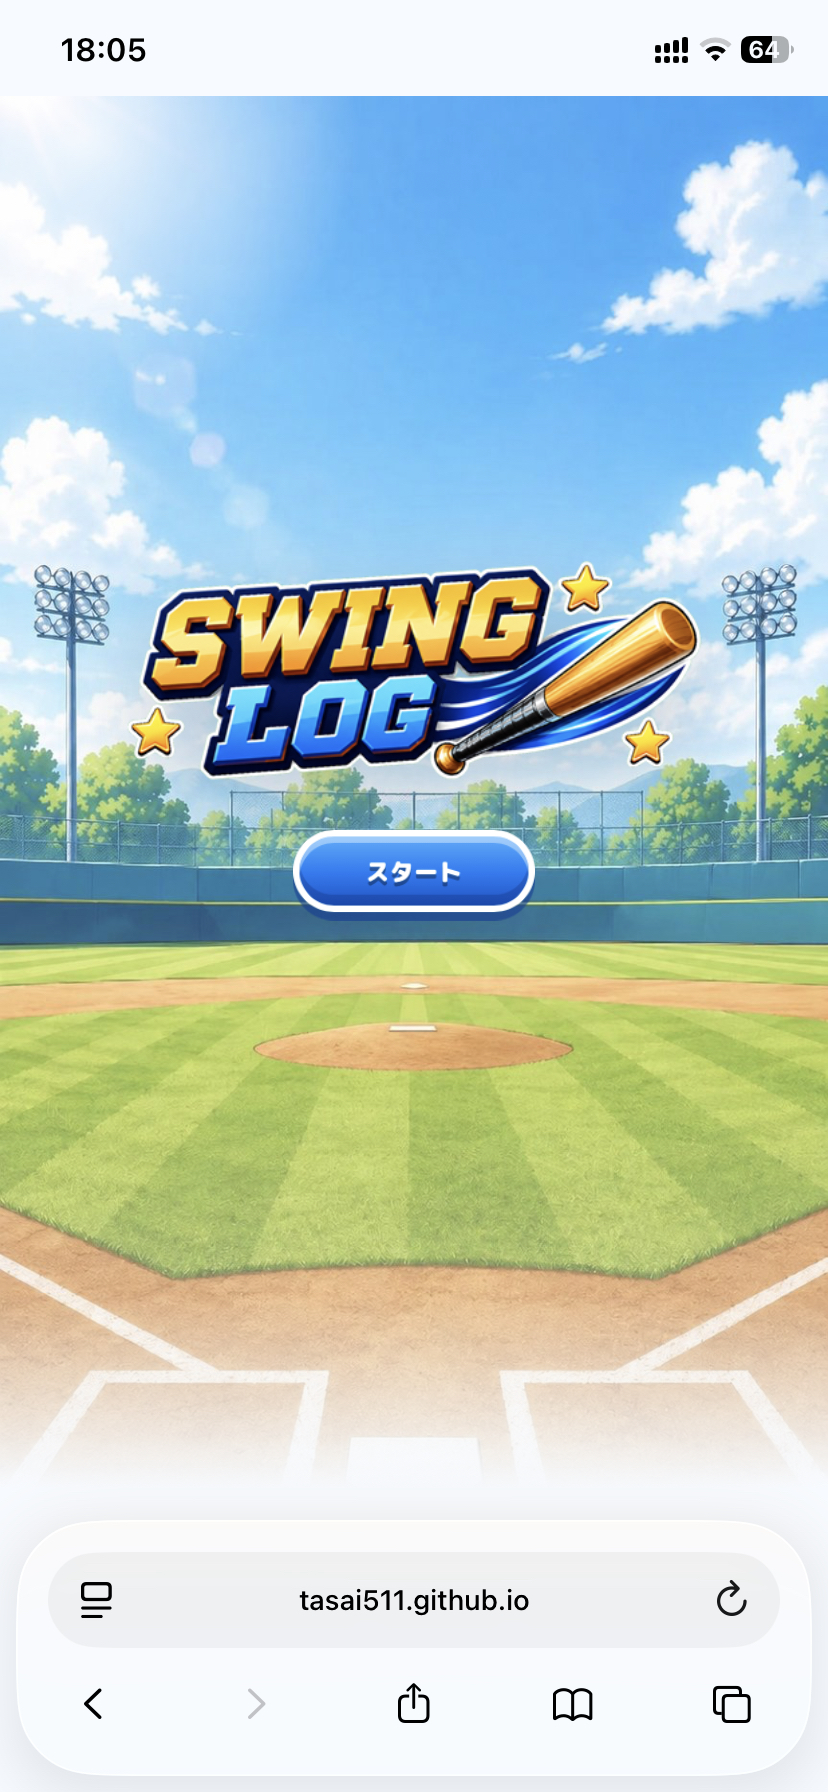 18:05
64
SWING
LOG
スタート
tasai511.github.io